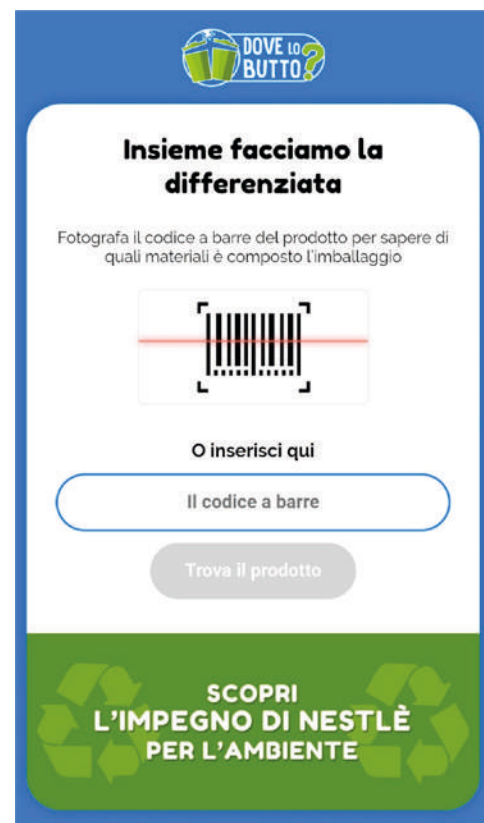 DOVE LO
BUTTO?
Insieme facciamo la
differenziata
Fotografa il codice a barre del prodotto per sapere di
quali materiali è composto l'imballaggio
O inserisci qui
Il codice a barre
Trova il prodotto
SCOPRI
L'IMPEGNO DI NESTLÈ
PER L'AMBIENTE